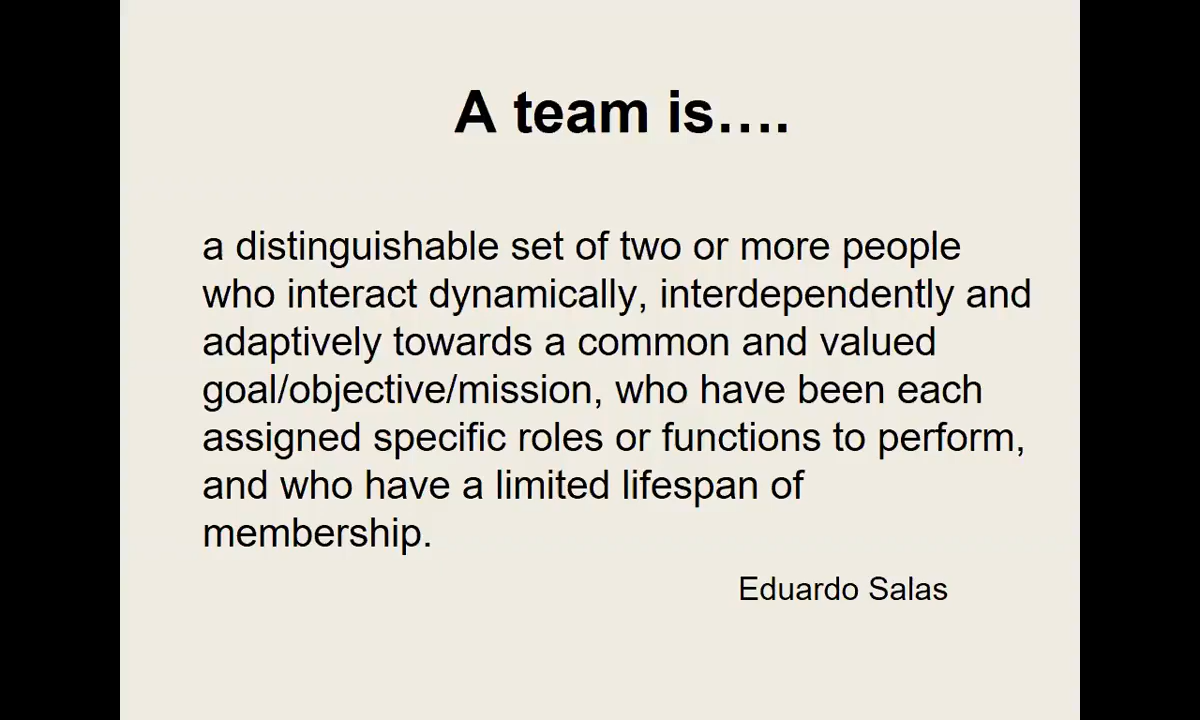 A team is….
a distinguishable set of two or more people
who interact dynamically, interdependently and
adaptively towards a common and valued
goal/objective/mission, who have been each
assigned specific roles or functions to perform,
and who have a limited lifespan of
membership.
Eduardo Salas